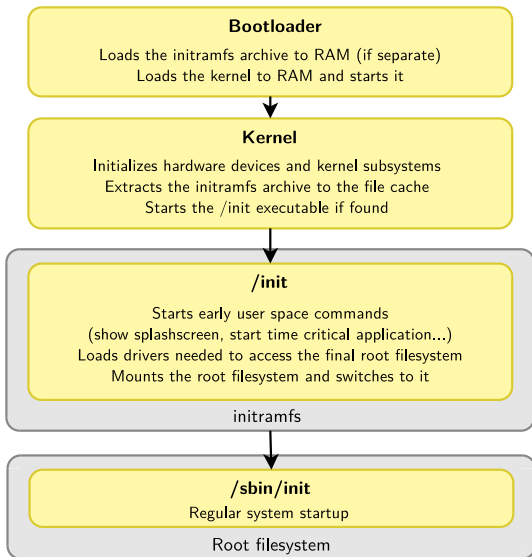 Bootloader
Loads the initramfs archive to RAM (if separate)
Loads the kernel to RAM and starts it
Kernel
Initializes hardware devices and kernel subsystems
Extracts the initramfs archive to the file cache
Starts the /init executable if found
/init
Starts early user space commands
(show splashscreen, start time critical application...)
Loads drivers needed to access the final root filesystem
Mounts the root filesystem and switches to it
initramfs
/sbin/init
Regular system startup
Root filesystem